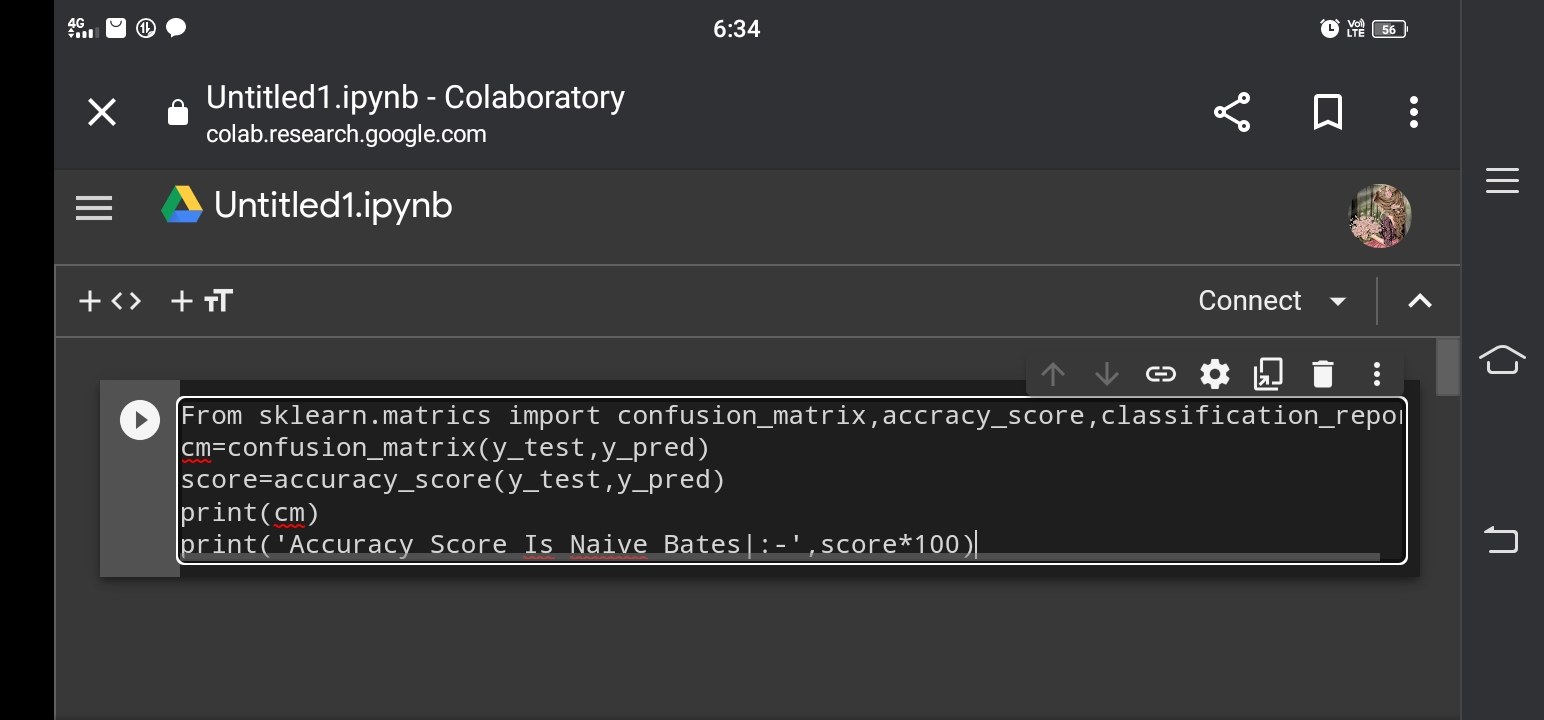 4G
6:34
Vo)
LTE
56
Untitled1.ipynb - Colaboratory
colab.research.google.com
Untitled1.ipynb
Connect
From sklearn.matrics import confusion_matrix,accracy_score,classification_repor
cm=confusion_matrix(y_test,y_pred)
score=accuracy_score(y_test,y_pred)
print(cm)
print('Accuracy Score Is Naive Bates|:-',score*100)